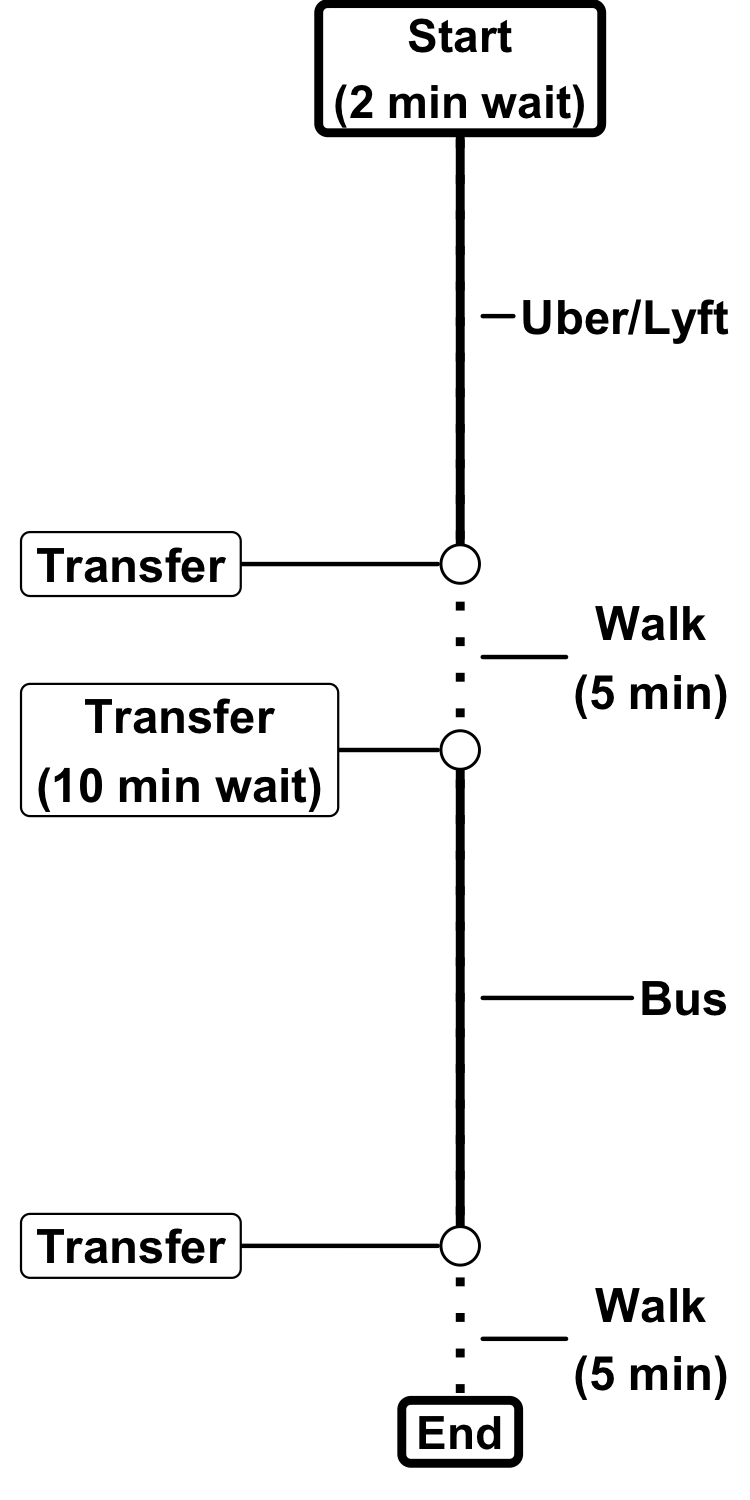 Start
(2 min wait)
Uber/Lyft
Transfer
Walk
(5 min)
Transfer
(10 min wait)
Bus
Transfer
Walk
(5 min)
End